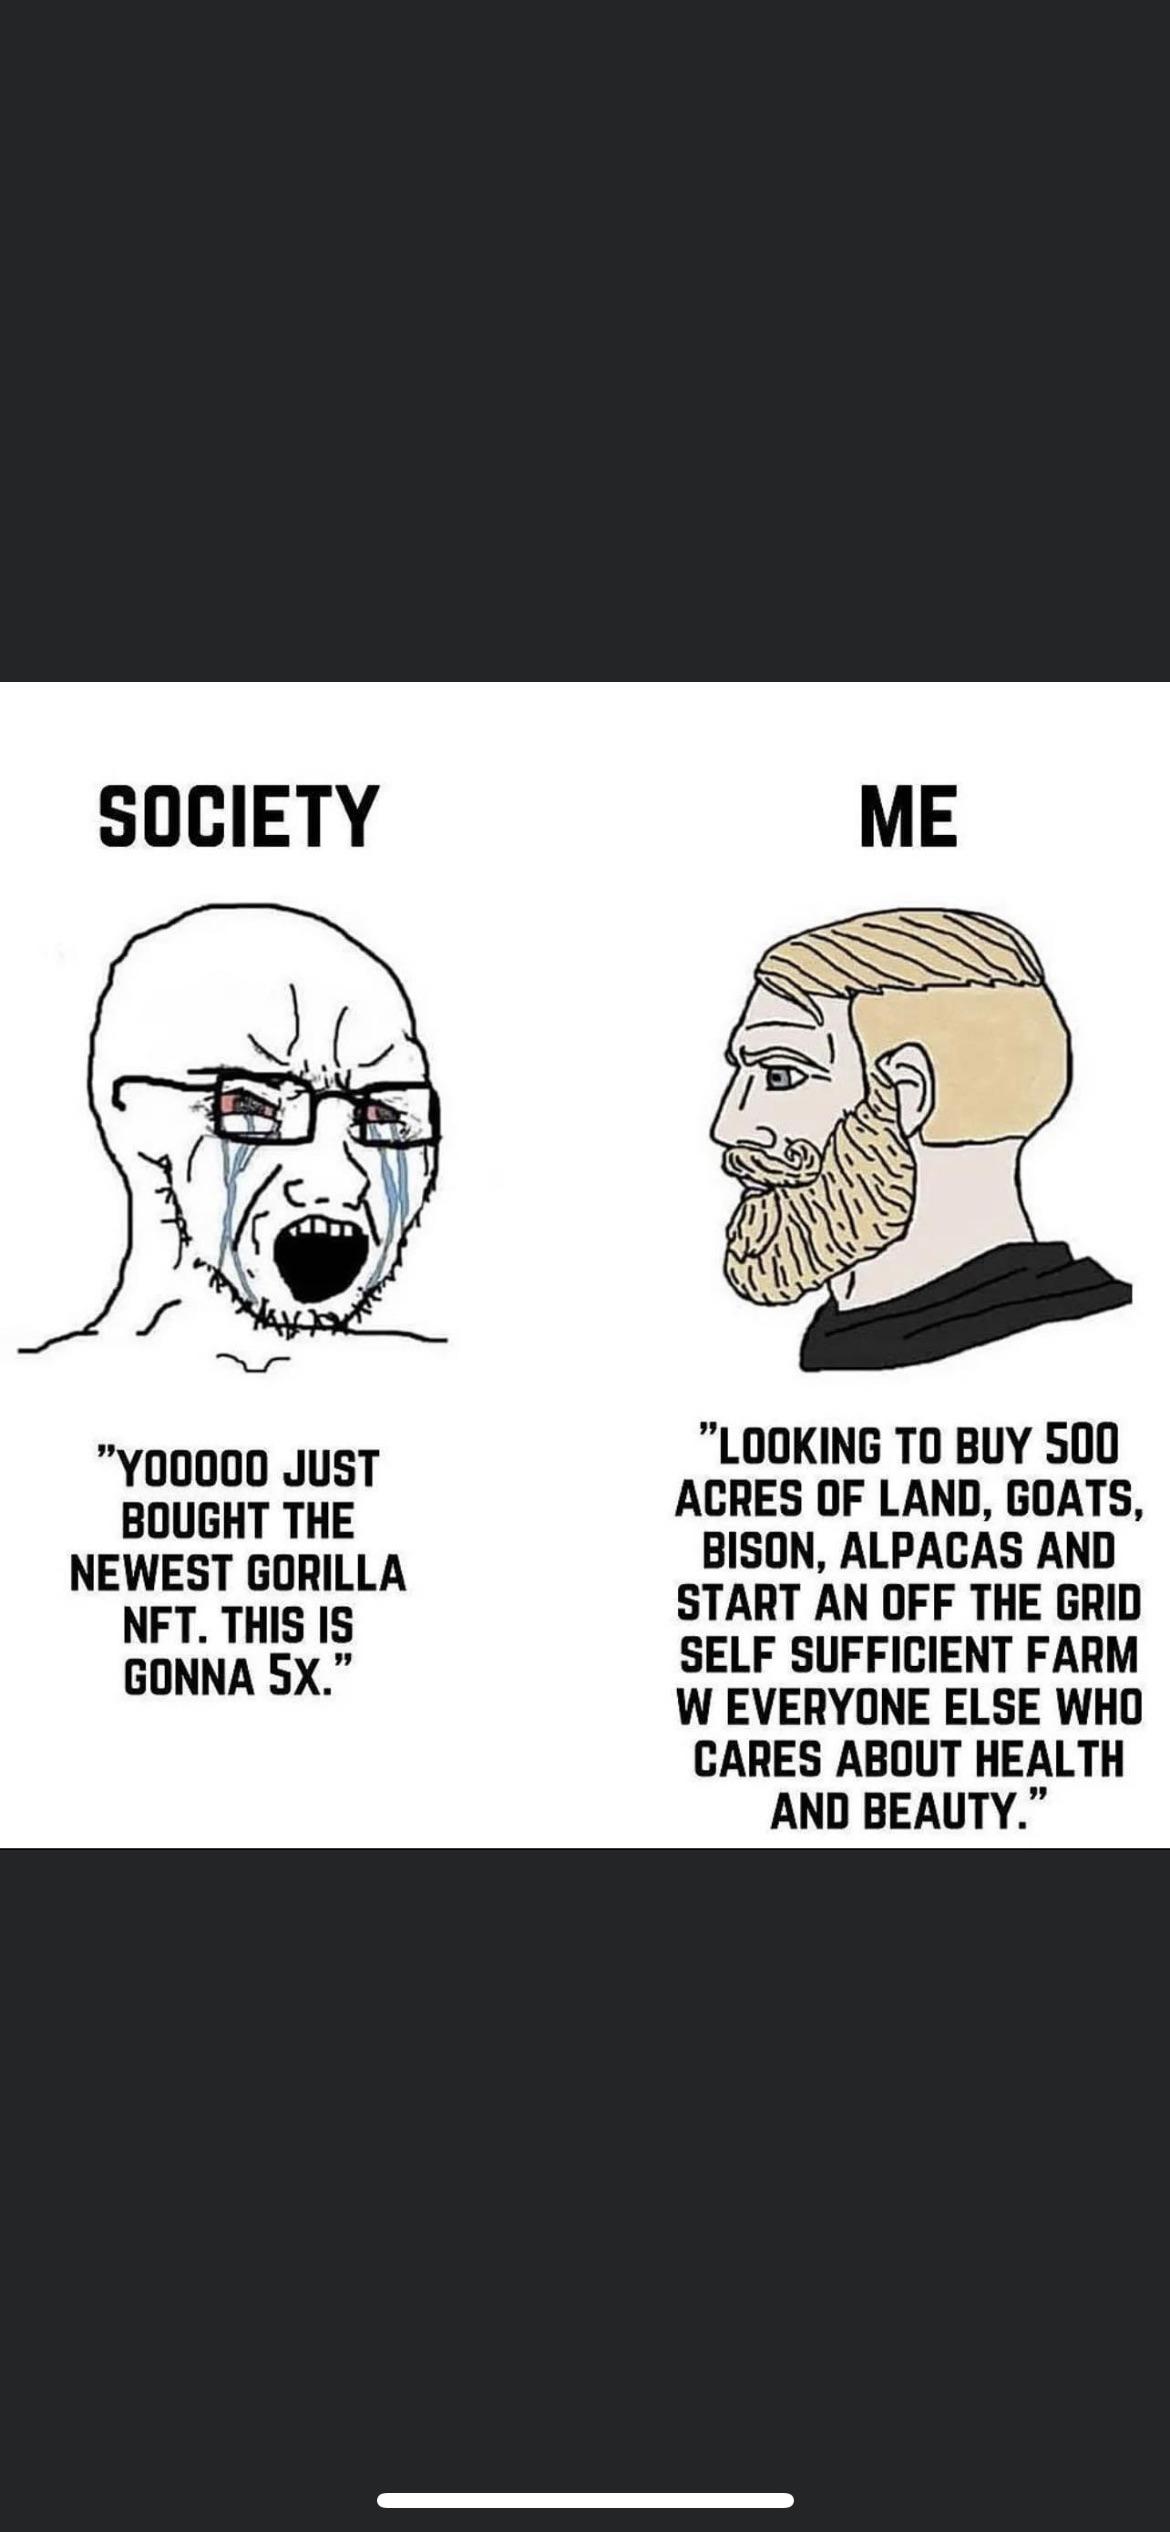 SOCIETY
"YOOOOO JUST
BOUGHT THE
NEWEST GORILLA
NFT. THIS IS
GONNA 5X."
ME
"LOOKING TO BUY 500
ACRES OF LAND, GOATS,
BISON, ALPACAS AND
START AN OFF THE GRID
SELF SUFFICIENT FARM
W EVERYONE ELSE WHO
CARES ABOUT HEALTH
AND BEAUTY."